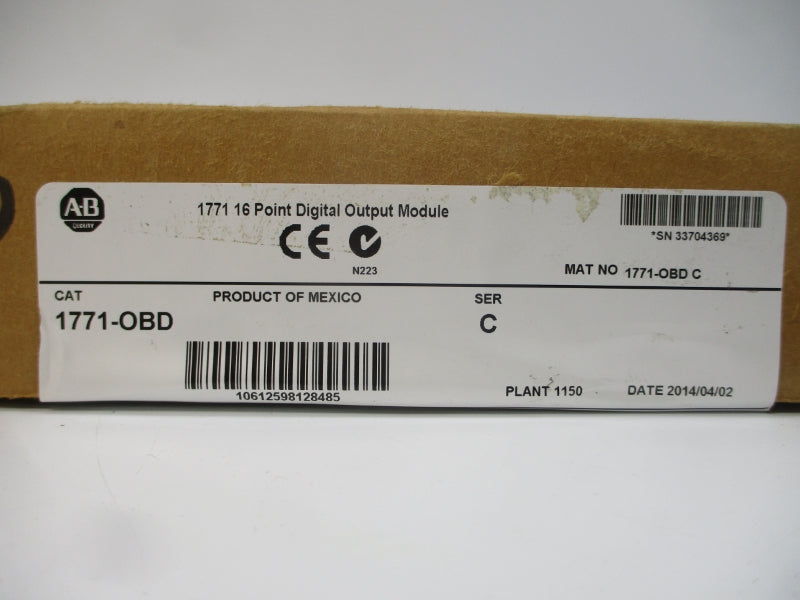 A-B
QUALITY
1771 16 Point Digital Output Module
CE
N223
*SN 33704369*
MAT NO 1771-OBD C
CAT
PRODUCT OF MEXICO
SER
1771-OBD
C
10612598128485
PLANT 1150
DATE 2014/04/02